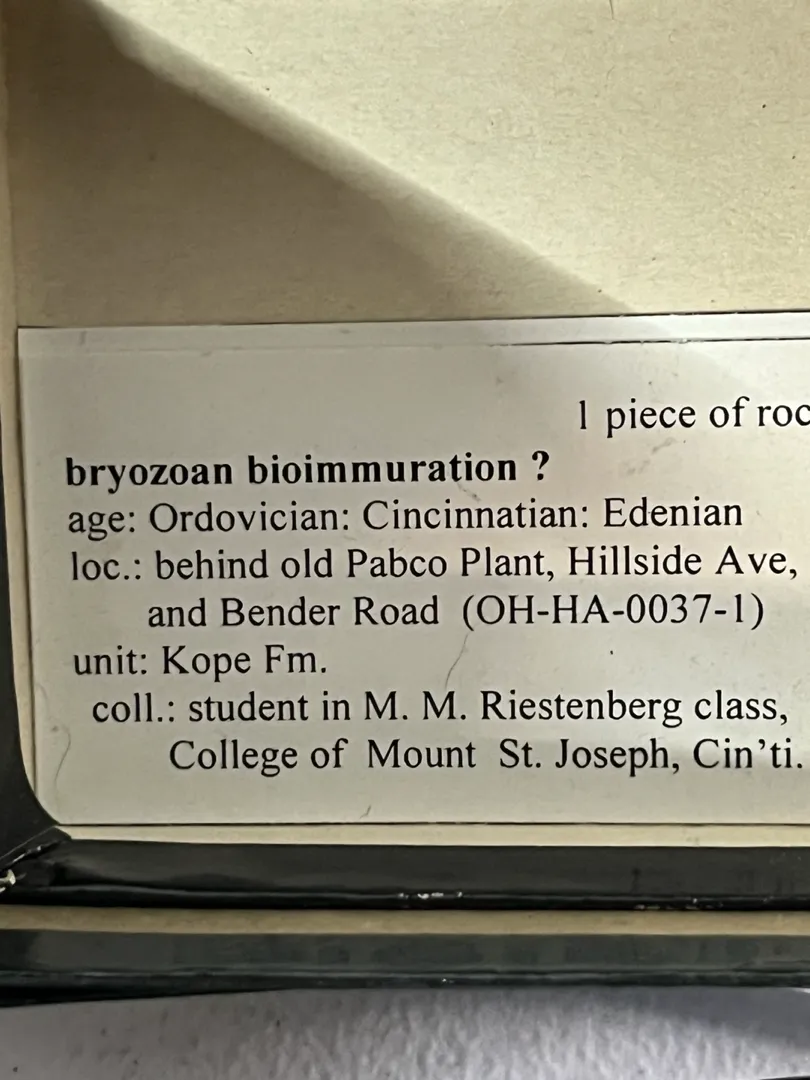 1 piece of roc
bryozoan bioimmuration ?
age: Ordovician: Cincinnatian: Edenian
loc.: behind old Pabco Plant, Hillside Ave,
and Bender Road (OH-HA-0037-1)
unit: Kope Fm.
coll.: student in M. M. Riestenberg class,
College of Mount St. Joseph, Cin'ti.